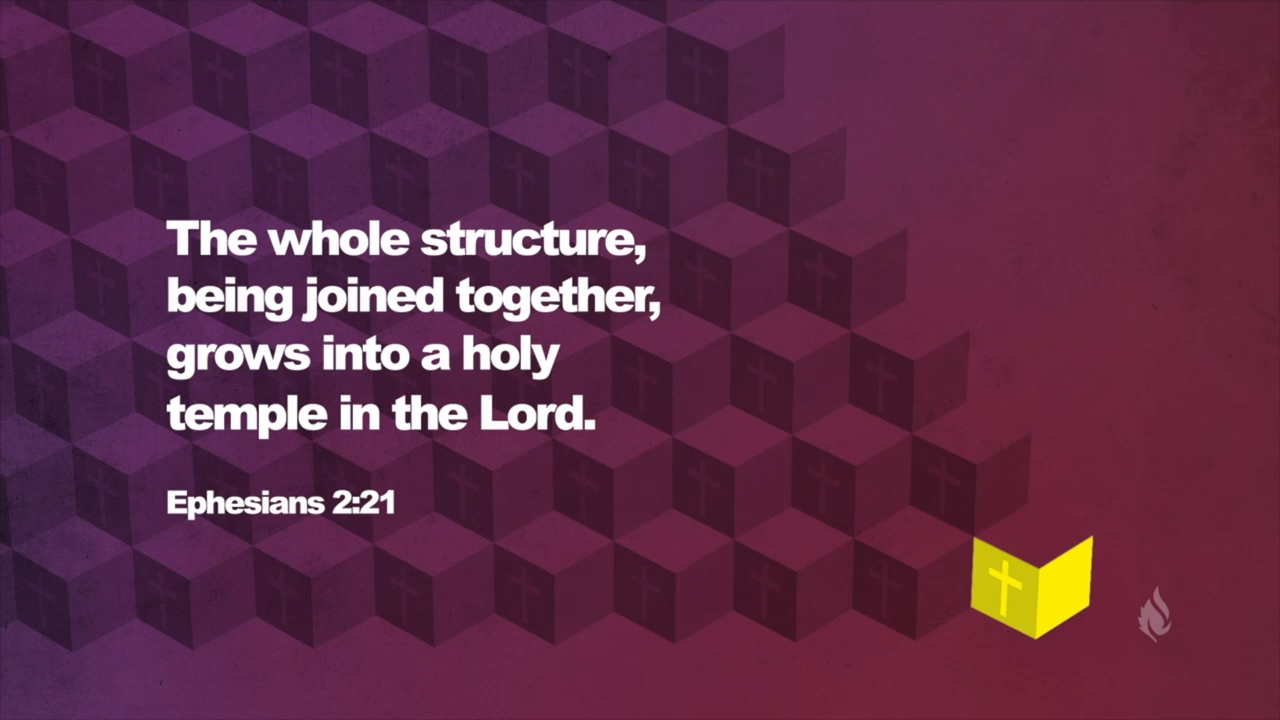 The whole structure,
being joined together,
grows into a holy
temple in the Lord.
Ephesians 2:21